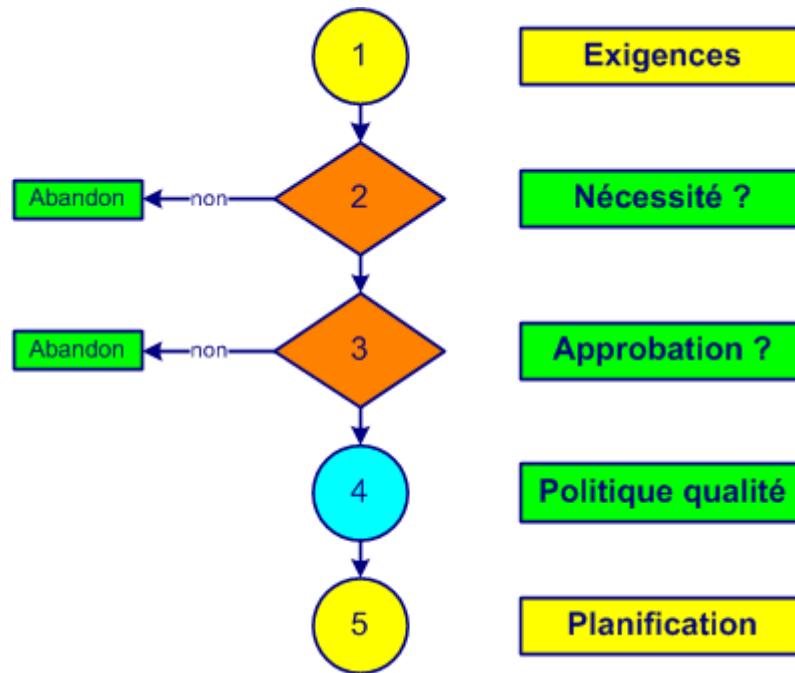 1
Exigences
Abandon
non
2
Nécessité ?
Abandon
non
3
Approbation ?
4
Politique qualité
5
Planification